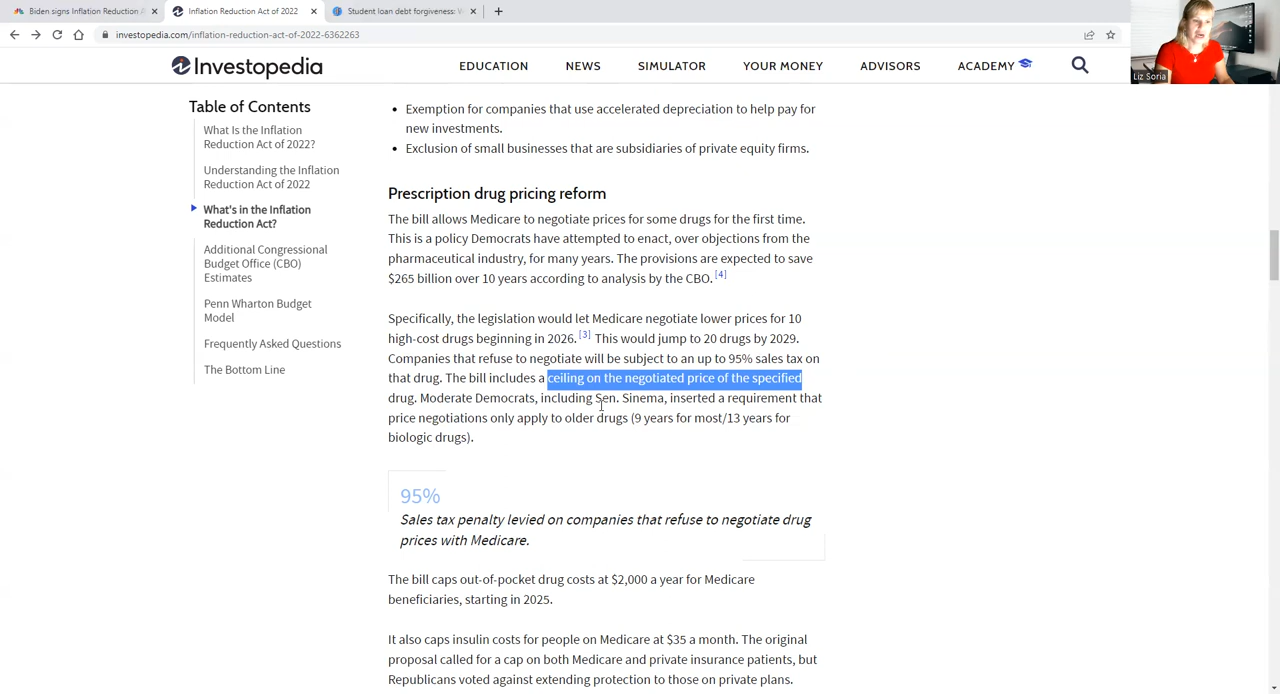 Biden signs Inflation Reduction A
Inflation Reduction Act of 2022
Student loan debt forgiveness: W
investopedia.com/inflation-reduction-act-of-2022-6362263
Investopedia
EDUCATION
NEWS
SIMULATOR
YOUR MONEY
ADVISORS
ACADEMY
Liz Soria
Table of Contents
What Is the Inflation
Reduction Act of 2022?
Understanding the Inflation
Reduction Act of 2022
What's in the Inflation
Reduction Act?
Additional Congressional
Budget Office (CBO)
Estimates
Penn Wharton Budget
Model
Frequently Asked Questions
The Bottom Line
• Exemption for companies that use accelerated depreciation to help pay for
new investments.
• Exclusion of small businesses that are subsidiaries of private equity firms.
Prescription drug pricing reform
The bill allows Medicare to negotiate prices for some drugs for the first time.
This is a policy Democrats have attempted to enact, over objections from the
pharmaceutical industry, for many years. The provisions are expected to save
$265 billion over 10 years according to analysis by the CBO. [4]
Specifically, the legislation would let Medicare negotiate lower prices for 10
high-cost drugs beginning in 2026. [3] This would jump to 20 drugs by 2029.
Companies that refuse to negotiate will be subject to an up to 95% sales tax on
that drug. The bill includes a ceiling on the negotiated price of the specified
drug. Moderate Democrats, including Sen. Sinema, inserted a requirement that
price negotiations only apply to older drugs (9 years for most/13 years for
biologic drugs).
95%
Sales tax penalty levied on companies that refuse to negotiate drug
prices with Medicare.
The bill caps out-of-pocket drug costs at $2,000 a year for Medicare
beneficiaries, starting in 2025.
It also caps insulin costs for people on Medicare at $35 a month. The original
proposal called for a cap on both Medicare and private insurance patients, but
Republicans voted against extending protection to those on private plans.